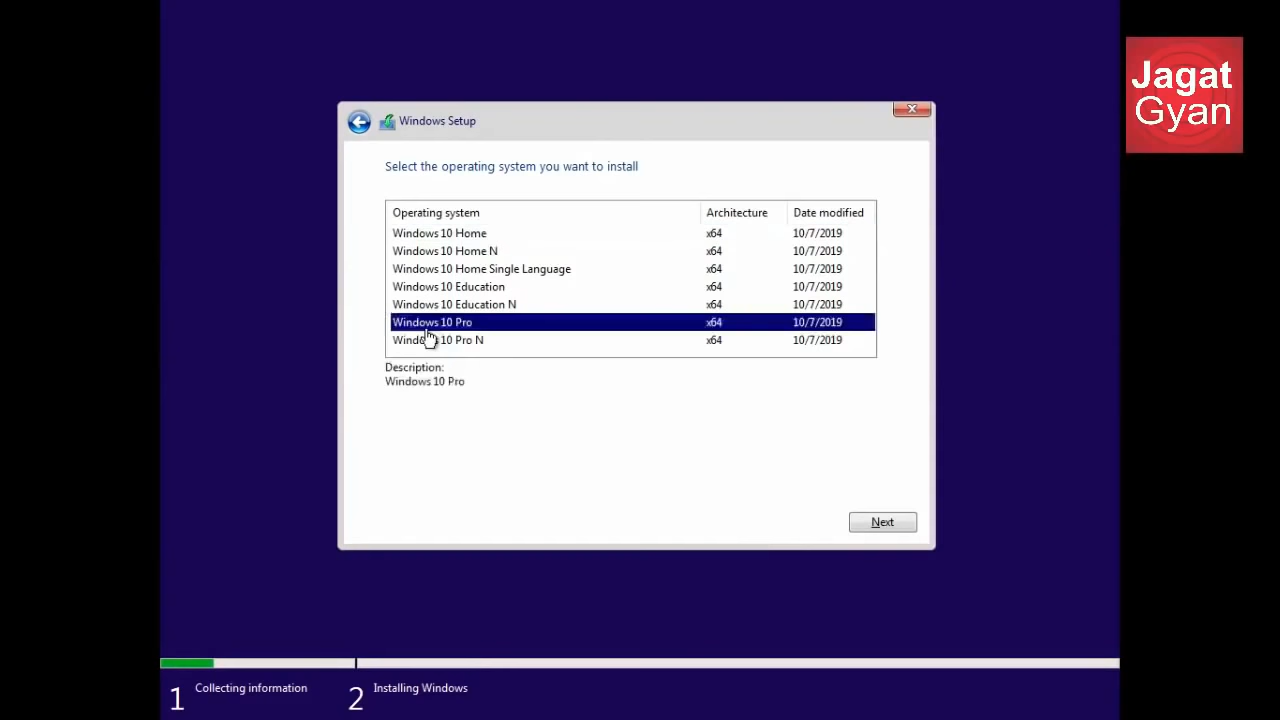 Jagat
Gyan
Windows Setup
Select the operating system you want to install
Operating system Architecture Date modified
Windows 10 Home x64 10/7/2019
Windows 10 Home N x64 10/7/2019
Windows 10 Home Single Language x64 10/7/2019
Windows 10 Education x64 10/7/2019
Windows 10 Education N x64 10/7/2019
Windows 10 Pro x64 10/7/2019
Windows 10 Pro N x64 10/7/2019
Description:
Windows 10 Pro
Next
1 Collecting information 2 Installing Windows